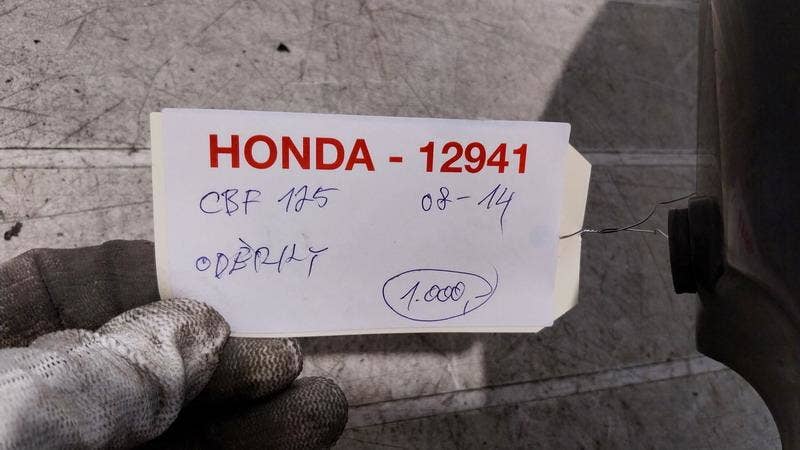 HONDA - 12941
CBF 125 08-14
ODĚRKY
1.000,-